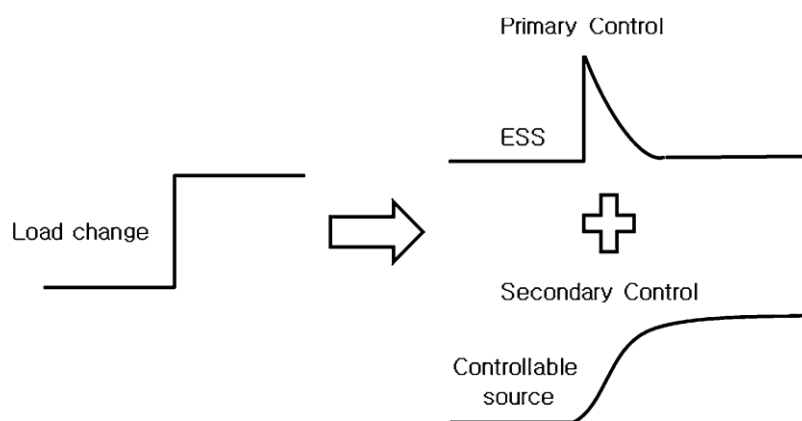 Primary Control
ESS
Load change
Secondary Control
Controllable
source